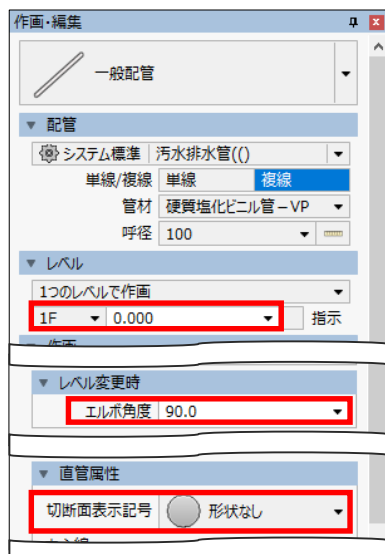 作画・編集
一般配管
配管
システム標準 汚水排水管(()
単線/複線 単線 複線
管材 硬質塩化ビニル管－VP
呼径 100
レベル
1つのレベルで作画
1F 0.000 指示
レベル変更時
エルボ角度 90.0
直管属性
切断面表示記号 形状なし